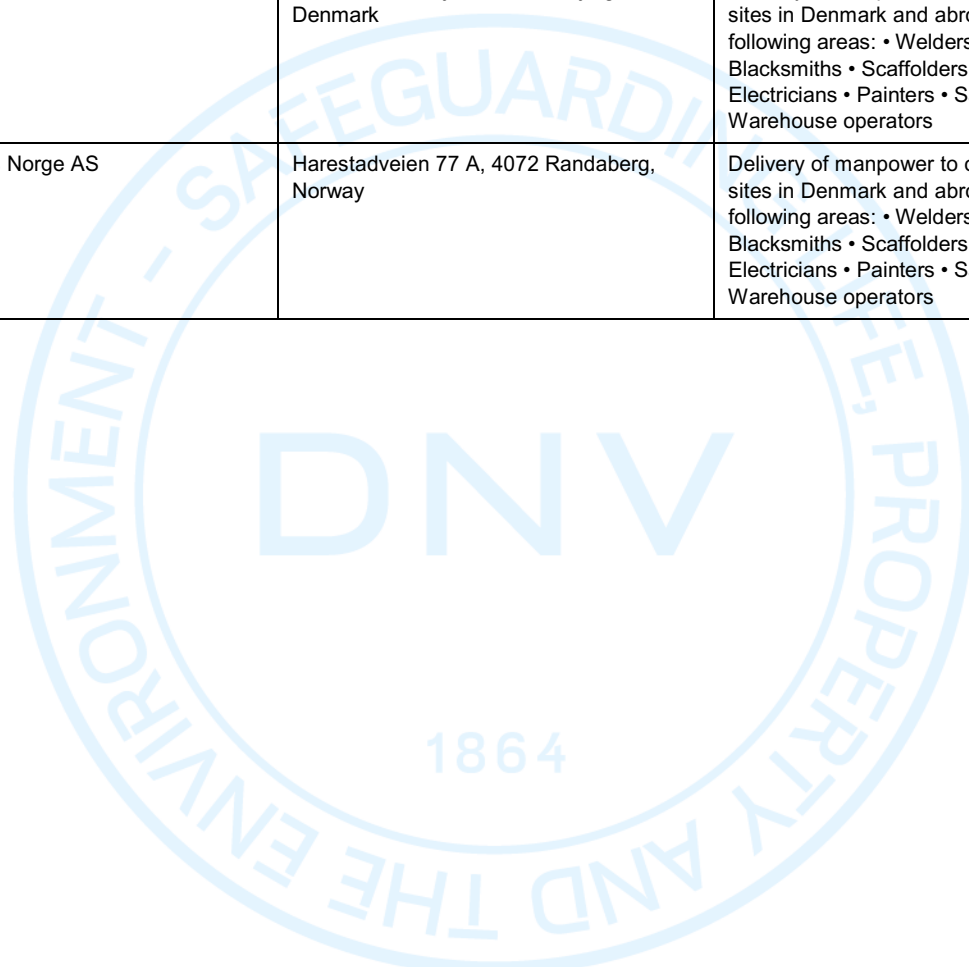 Denmark
sites in Denmark and abro
following areas: • Welders
Blacksmiths • Scaffolders
Electricians • Painters • S
Warehouse operators
Norge AS
Harestadveien 77 A, 4072 Randaberg,
Norway
Delivery of manpower to
sites in Denmark and abro
following areas: • Welders
Blacksmiths • Scaffolders
Electricians • Painters • S
Warehouse operators
SAFEGUARDING LIFE, PROPERTY AND THE ENVIRONMENT -
DNV
1864